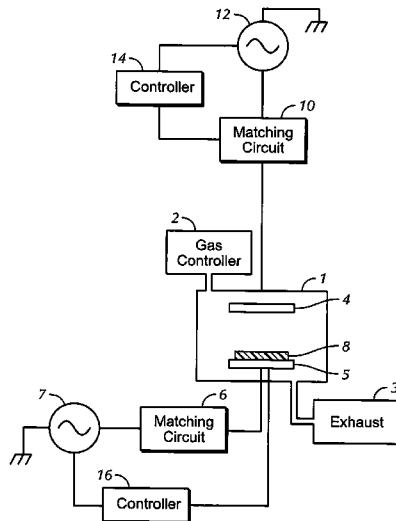 12
14
Controller
10
Matching
Circuit
2
Gas
Controller
1
4
8
5
7
6
Matching
Circuit
3
Exhaust
16
Controller